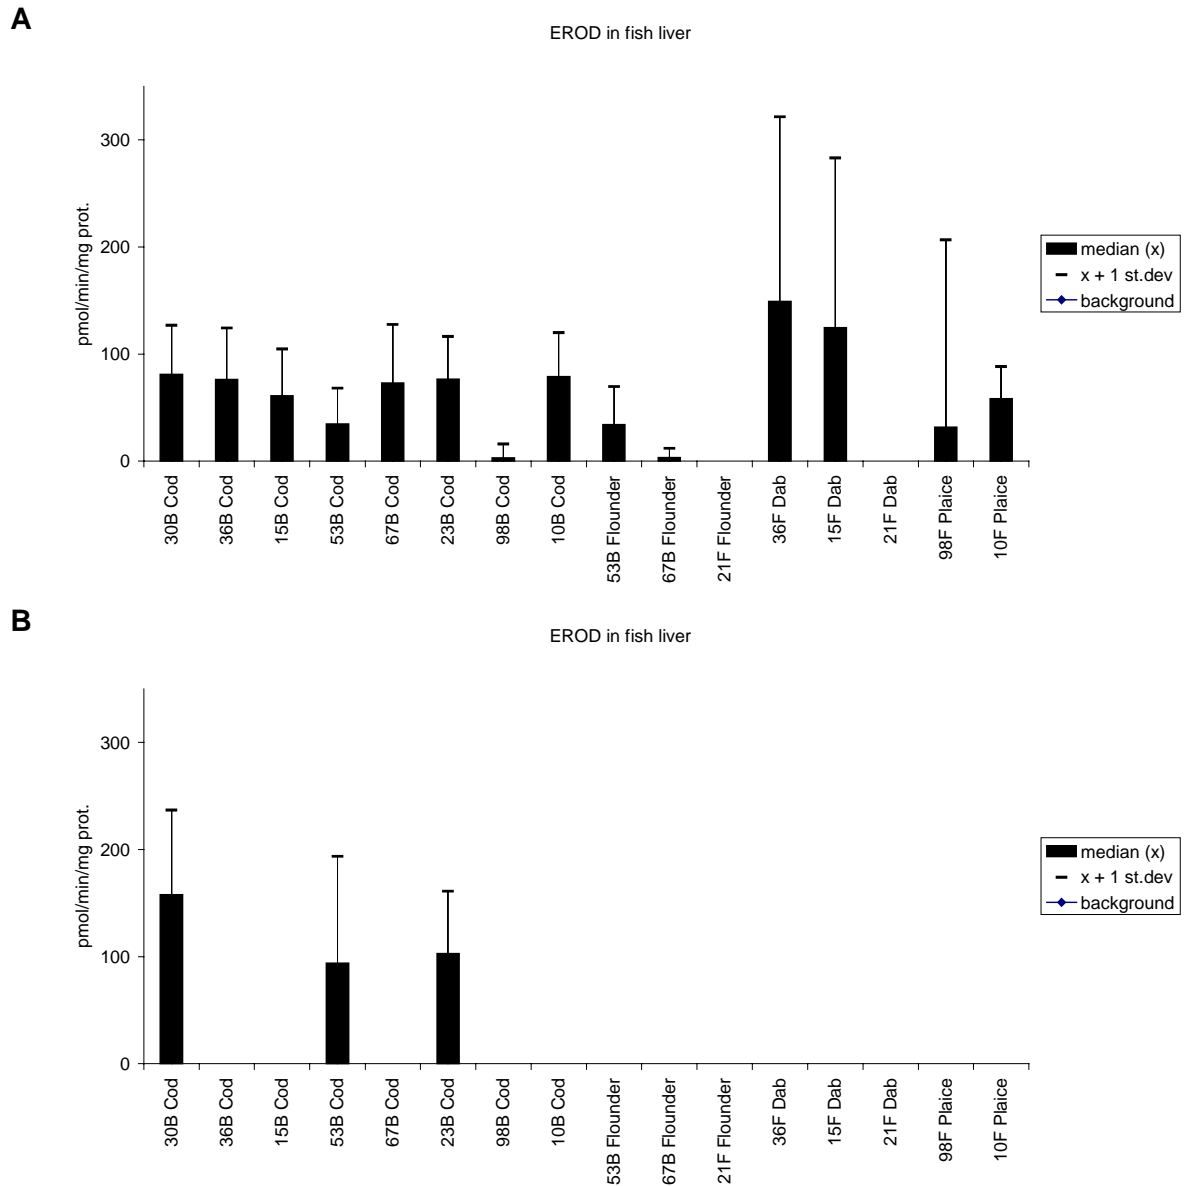 A
EROD in fish liver
pmol/min/mg prot.
300
200
100
0
30B Cod
36B Cod
15B Cod
53B Cod
67B Cod
23B Cod
98B Cod
10B Cod
53B Flounder
67B Flounder
21F Flounder
36F Dab
15F Dab
21F Dab
98F Plaice
10F Plaice
median (x)
x + 1 st.dev
background
B
EROD in fish liver
pmol/min/mg prot.
300
200
100
0
30B Cod
36B Cod
15B Cod
53B Cod
67B Cod
23B Cod
98B Cod
10B Cod
53B Flounder
67B Flounder
21F Flounder
36F Dab
15F Dab
21F Dab
98F Plaice
10F Plaice
median (x)
x + 1 st.dev
background